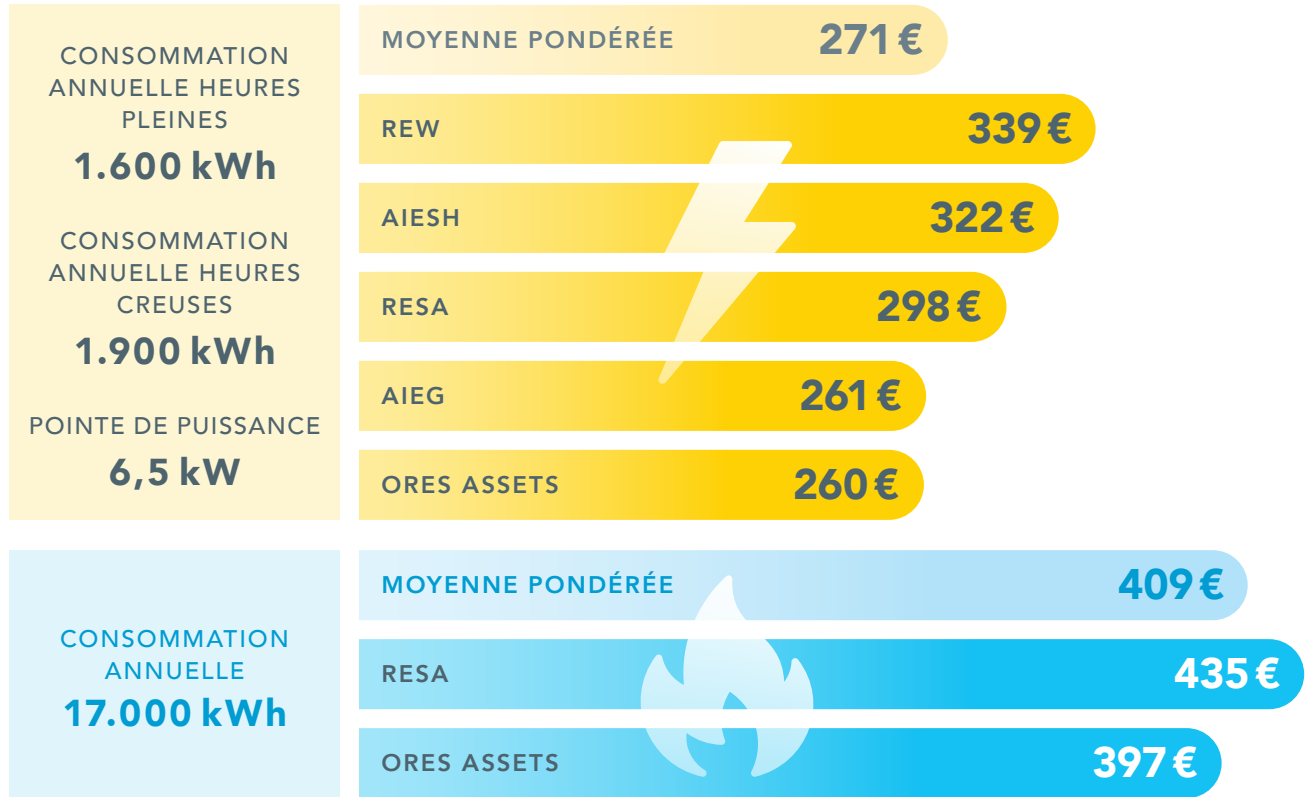 CONSOMMATION
ANNUELLE HEURES
PLEINES
1.600 kWh
CONSOMMATION
ANNUELLE HEURES
CREUSES
1.900 kWh
POINTE DE PUISSANCE
6,5 kW
MOYENNE PONDÉRÉE 271 €
REW 339 €
AIESH 322 €
RESA 298 €
AIEG 261 €
ORES ASSETS 260 €
CONSOMMATION
ANNUELLE
17.000 kWh
MOYENNE PONDÉRÉE 409 €
RESA 435 €
ORES ASSETS 397 €